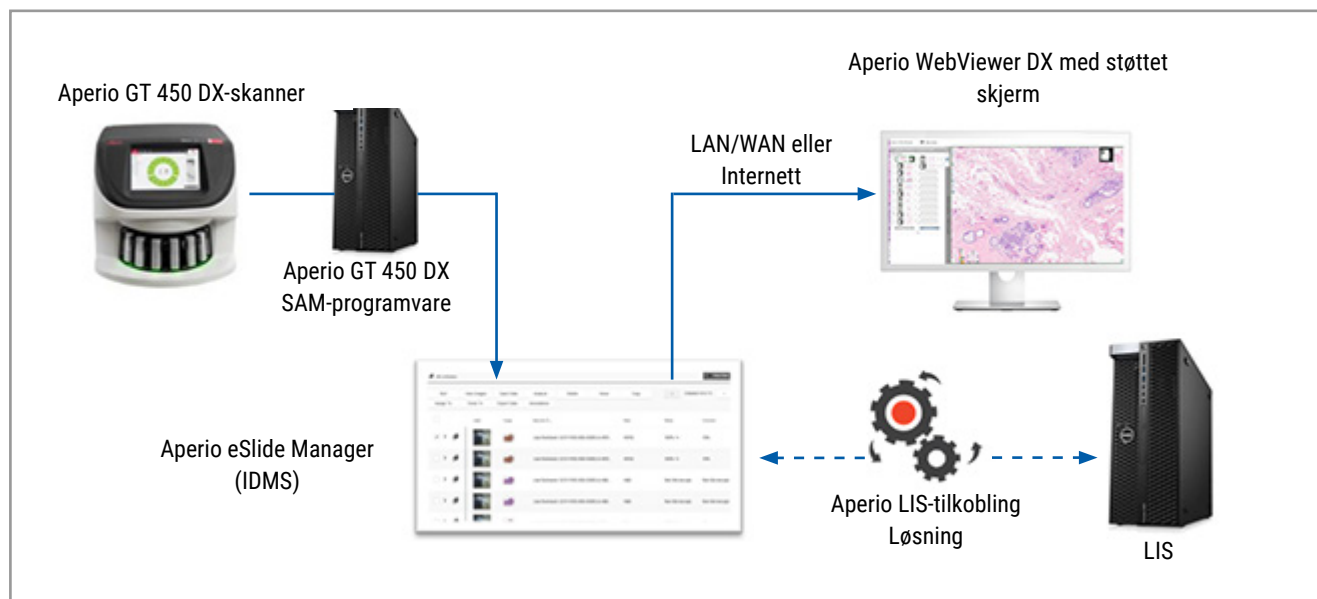 Aperio GT 450 DX-skanner
Aperio GT 450 DX
SAM-programvare
LAN/WAN eller
Internett
Aperio WebViewer DX med støttet
skjerm
Aperio eSlide Manager
(IDMS)
Aperio LIS-tilkobling
Løsning
LIS